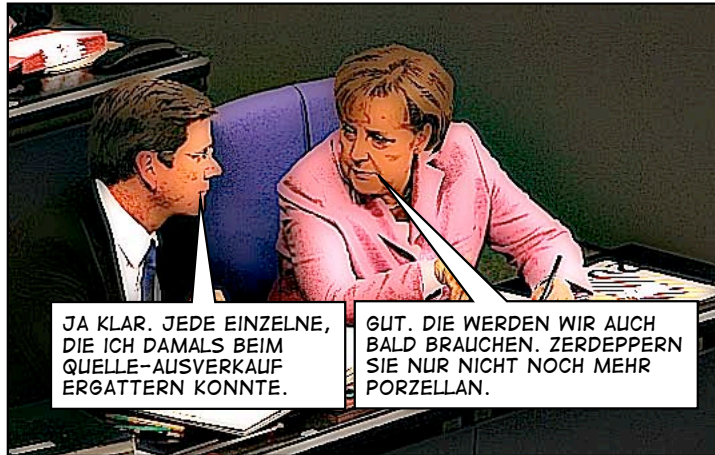 JA KLAR. JEDE EINZELNE,
DIE ICH DAMALS BEIM
QUELLE-AUSVERKAUF
ERGATTERN KONNTE.
GUT. DIE WERDEN WIR AUCH
BALD BRAUCHEN. ZERDEPPERN
SIE NUR NICHT NOCH MEHR
PORZELLAN.